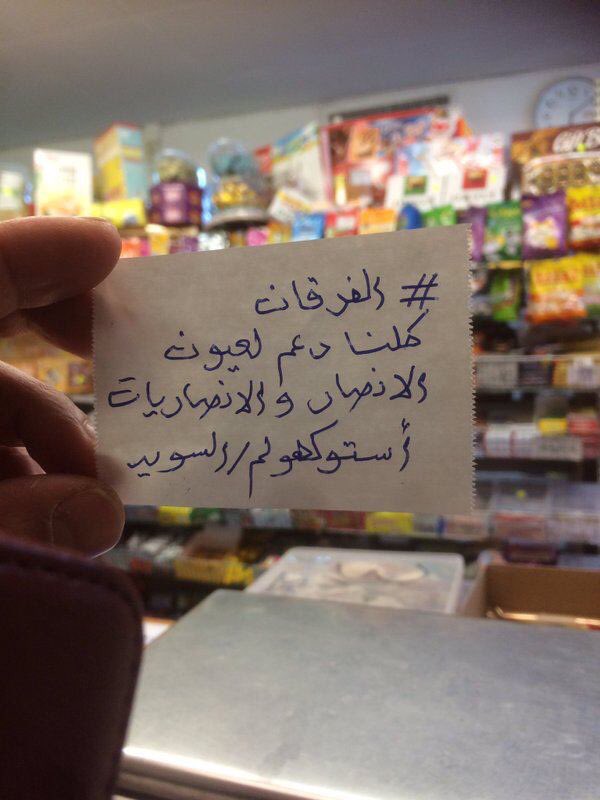 # الفرقان
كلنا دعم لعيون
الانصار و الانصاريات
أستوكهولم/السويد